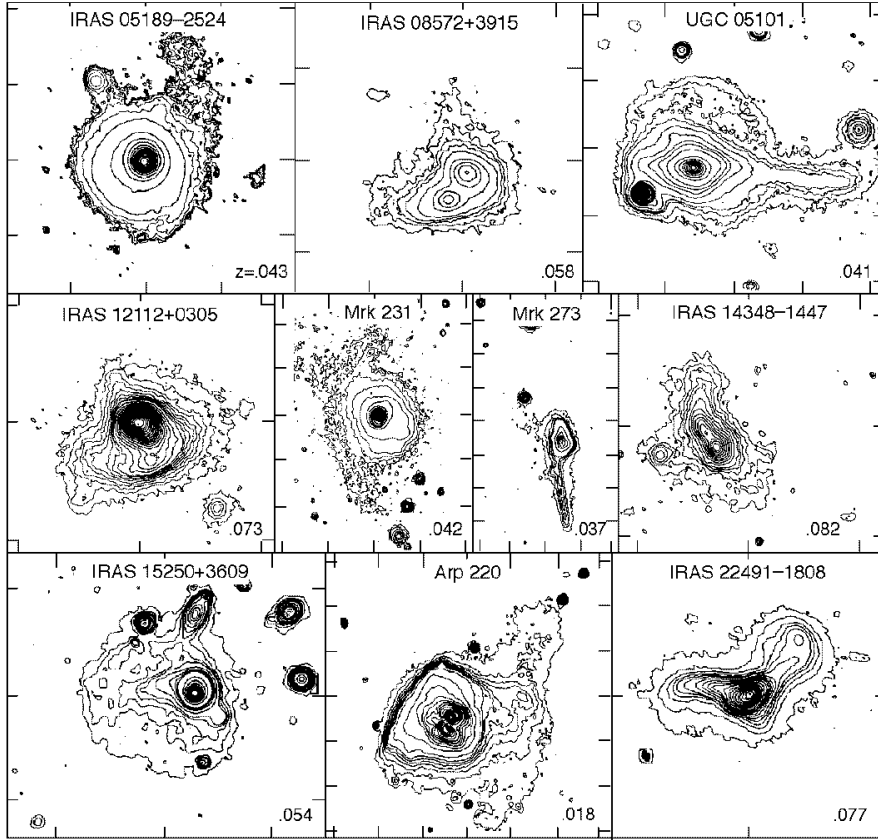 IRAS 05189−2524
z=.043
IRAS 08572+3915
.058
UGC 05101
.041
IRAS 12112+0305
.073
Mrk 231
.042
Mrk 273
.037
IRAS 14348−1447
.082
IRAS 15250+3609
.054
Arp 220
.018
IRAS 22491−1808
.077